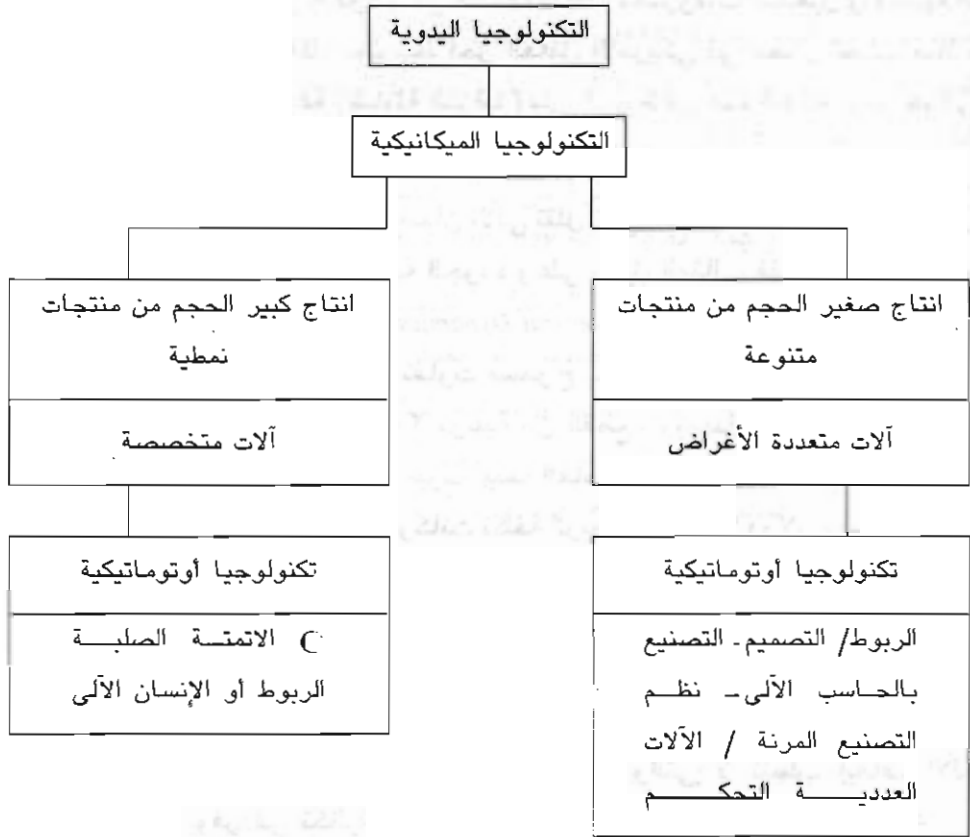 التكنولوجيا اليدوية
التكنولوجيا الميكانيكية
انتاج صغير الحجم من منتجات
متنوعة
آلات متعددة الأغراض
تكنولوجيا أوتوماتيكية
الربوط/ التصميم ـ التصنيع
بالحاسب الآلى ـ نظم
التصنيع المرنة / الآلات
العددية التحكم
انتاج كبير الحجم من منتجات
نمطية
آلات متخصصة
تكنولوجيا أوتوماتيكية
الاتمتة الصلبة
الربوط أو الإنسان الآلى